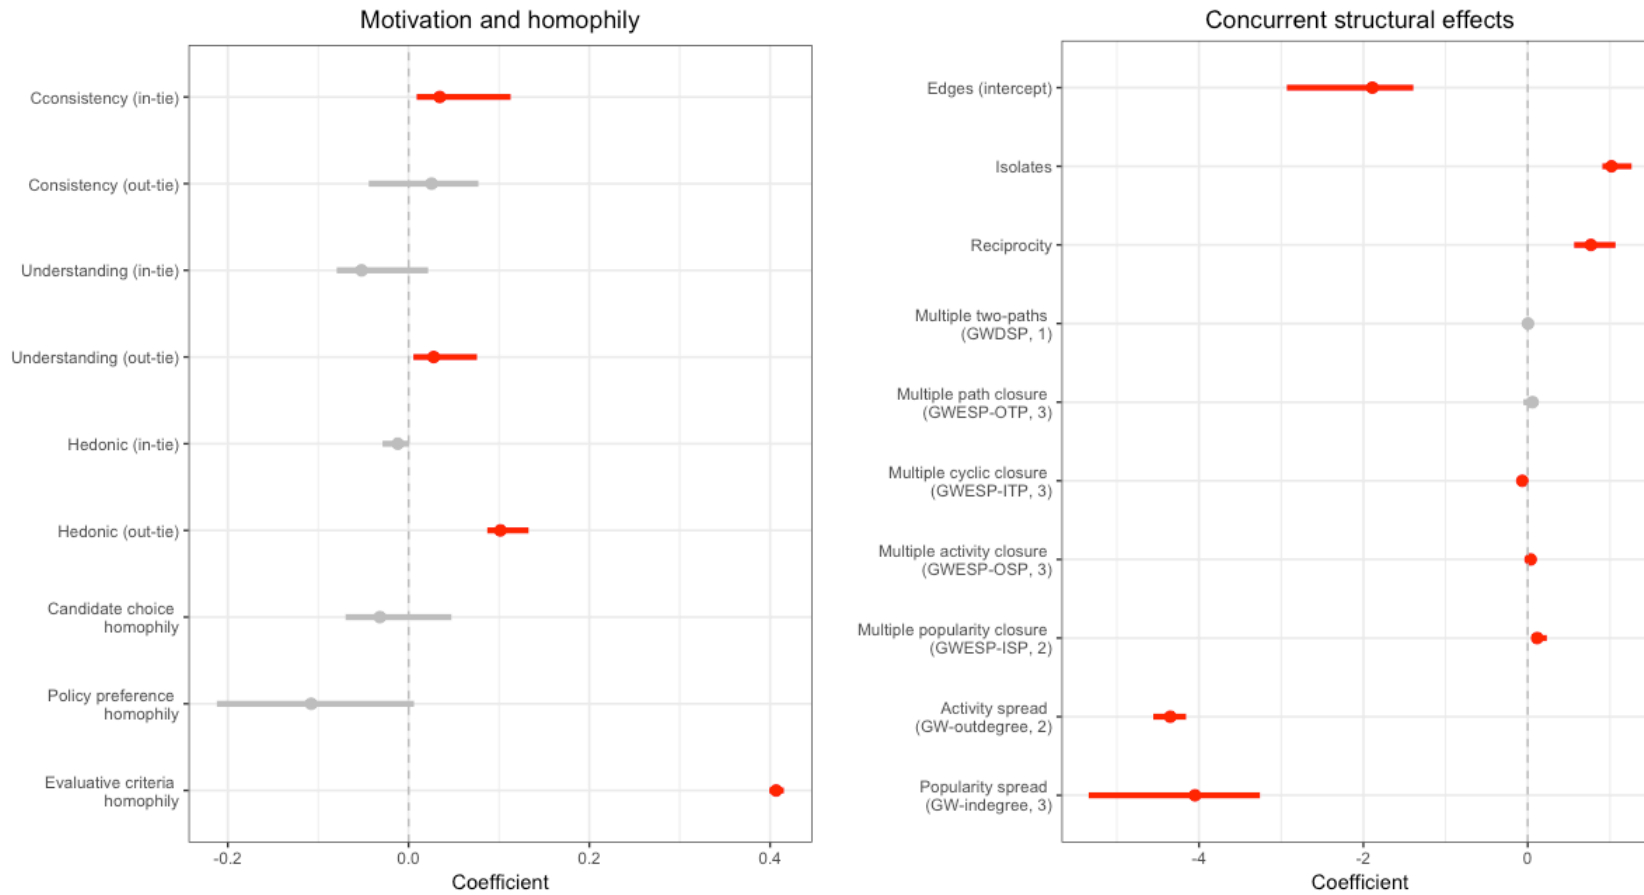 Motivation and homophily
Cconsistency (in-tie)
Consistency (out-tie)
Understanding (in-tie)
Understanding (out-tie)
Hedonic (in-tie)
Hedonic (out-tie)
Candidate choice
homophily
Policy preference
homophily
Evaluative criteria
homophily
-0.2
0.0
0.2
0.4
Coefficient
Concurrent structural effects
Edges (intercept)
Isolates
Reciprocity
Multiple two-paths
(GWDSP, 1)
Multiple path closure
(GWESP-OTP, 3)
Multiple cyclic closure
(GWESP-ITP, 3)
Multiple activity closure
(GWESP-OSP, 3)
Multiple popularity closure
(GWESP-ISP, 2)
Activity spread
(GW-outdegree, 2)
Popularity spread
(GW-indegree, 3)
-4
-2
0
Coefficient